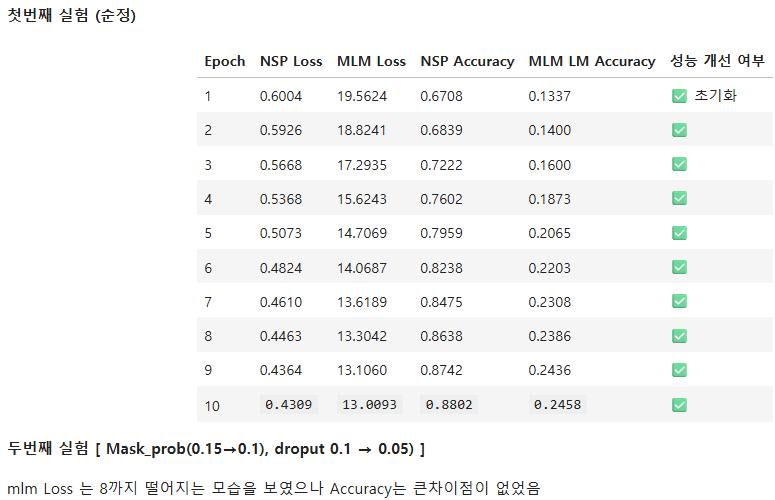 첫번째 실험 (순정)
Epoch NSP Loss MLM Loss NSP Accuracy MLM LM Accuracy 성능 개선 여부
1 0.6004 19.5624 0.6708 0.1337 ✅ 초기화
2 0.5926 18.8241 0.6839 0.1400 ✅
3 0.5668 17.2935 0.7222 0.1600 ✅
4 0.5368 15.6243 0.7602 0.1873 ✅
5 0.5073 14.7069 0.7959 0.2065 ✅
6 0.4824 14.0687 0.8238 0.2203 ✅
7 0.4610 13.6189 0.8475 0.2308 ✅
8 0.4463 13.3042 0.8638 0.2386 ✅
9 0.4364 13.1060 0.8742 0.2436 ✅
10 0.4309 13.0093 0.8802 0.2458 ✅
두번째 실험 [ Mask_prob(0.15→0.1), droput 0.1 → 0.05) ]
mlm Loss 는 8까지 떨어지는 모습을 보였으나 Accuracy는 큰차이점이 없었음